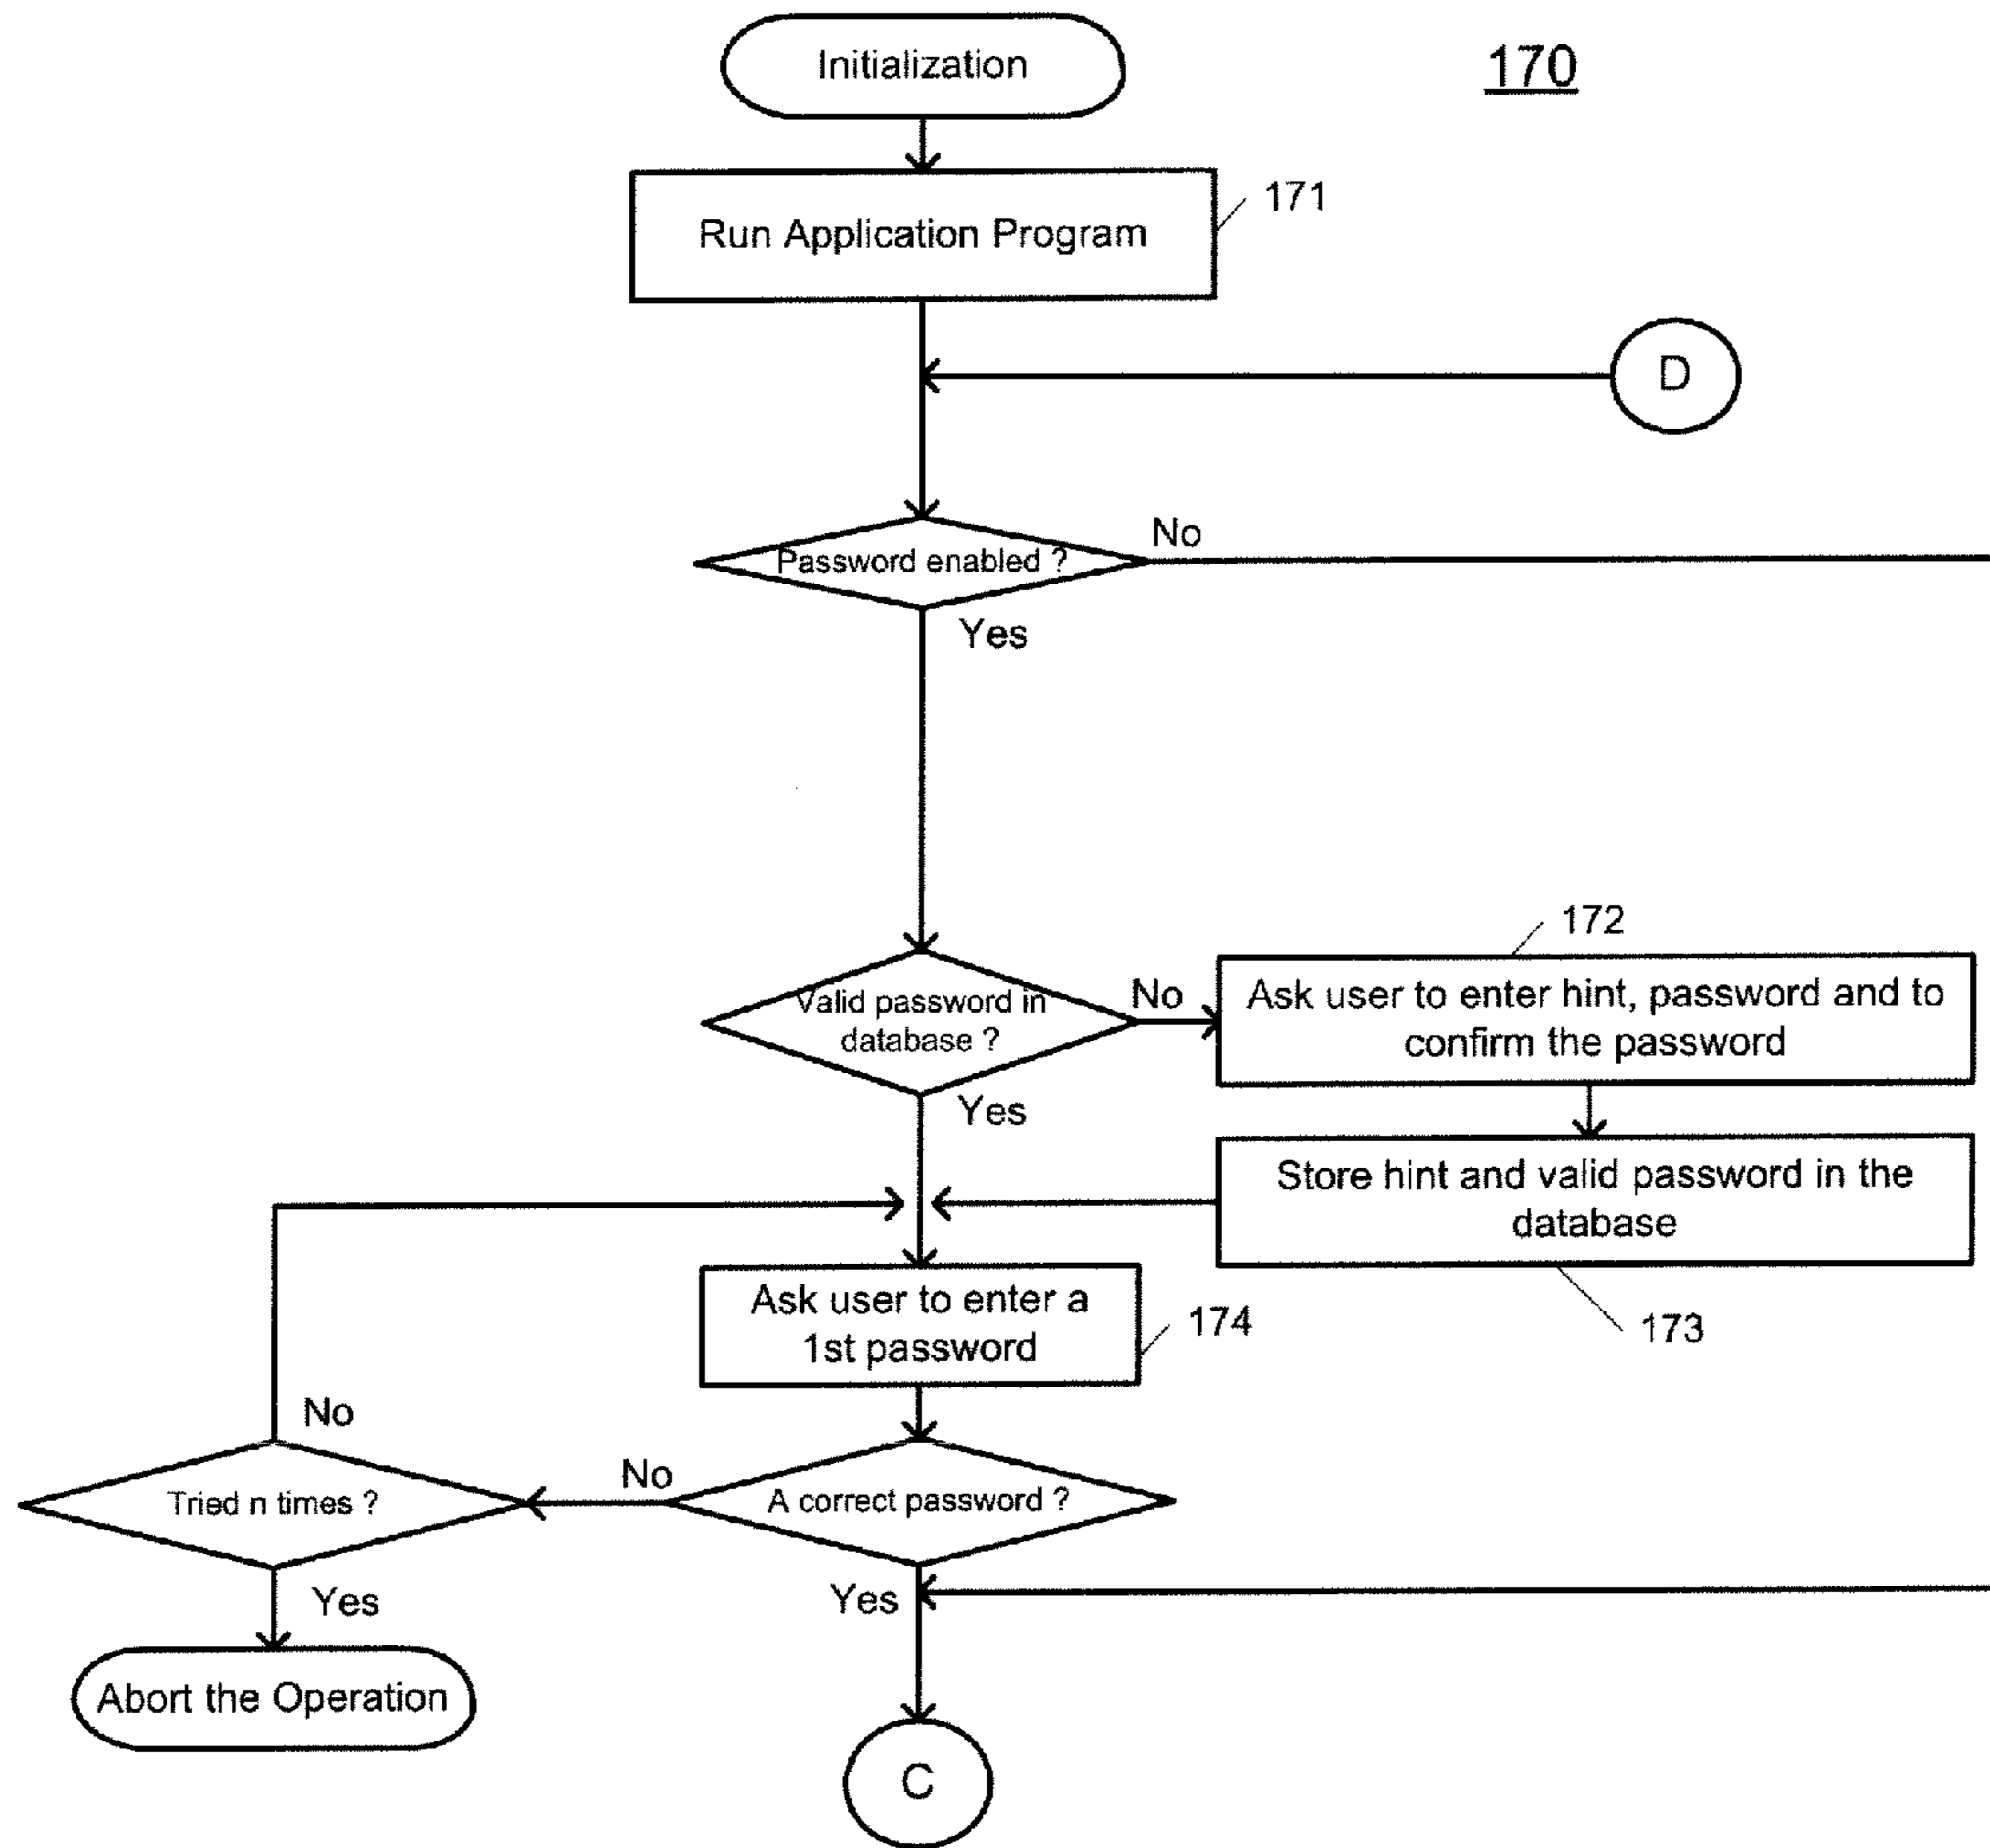 Initialization
170
Run Application Program
171
D
Password enabled ?
No
Yes
172
Valid password in
database ?
No
Ask user to enter hint, password and to
confirm the password
Yes
Store hint and valid password in the
database
173
Ask user to enter a
1st password
174
No
Tried n times ?
No
A correct password ?
Yes
Yes
Abort the Operation
C